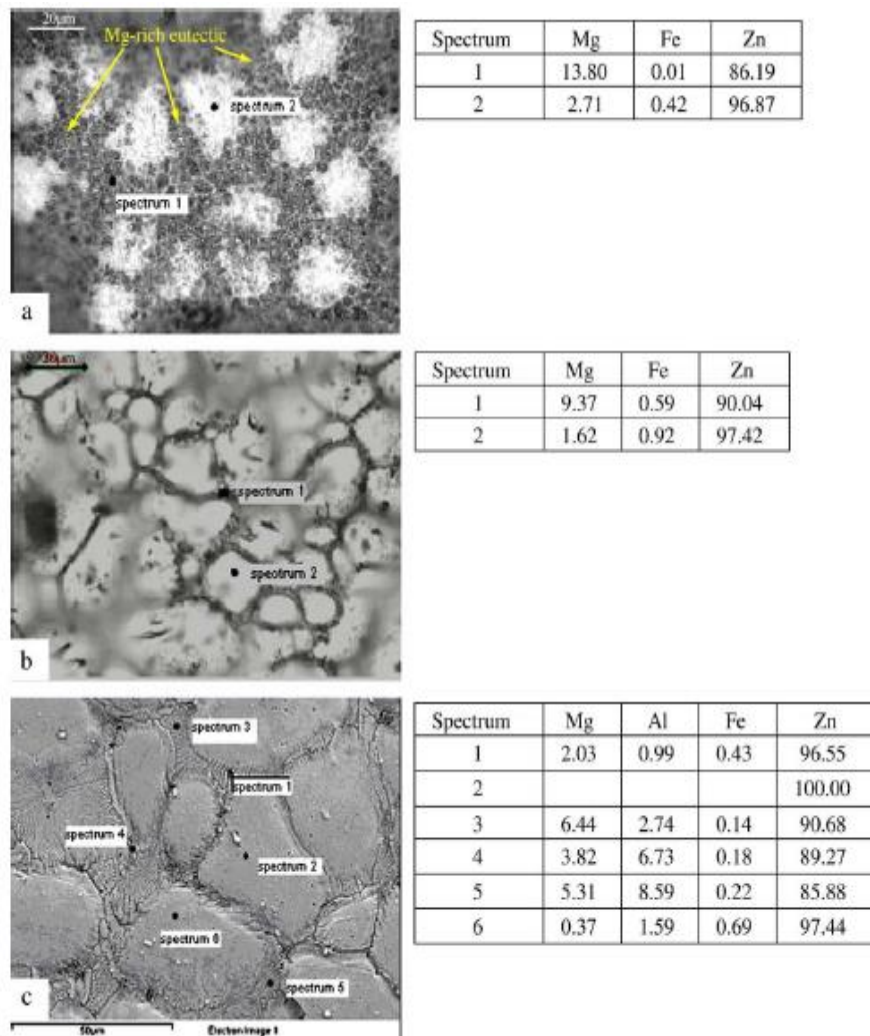 20μm
Mg-rich eutectic
spectrum 2
spectrum 1
a
Spectrum Mg Fe Zn
1 13.80 0.01 86.19
2 2.71 0.42 96.87
spectrum 1
spectrum 2
b
Spectrum Mg Fe Zn
1 9.37 0.59 90.04
2 1.62 0.92 97.42
spectrum 3
spectrum 1
spectrum 4
spectrum 2
spectrum 6
spectrum 5
c
50μm Electron Image 1
Spectrum Mg Al Fe Zn
1 2.03 0.99 0.43 96.55
2 100.00
3 6.44 2.74 0.14 90.68
4 3.82 6.73 0.18 89.27
5 5.31 8.59 0.22 85.88
6 0.37 1.59 0.69 97.44